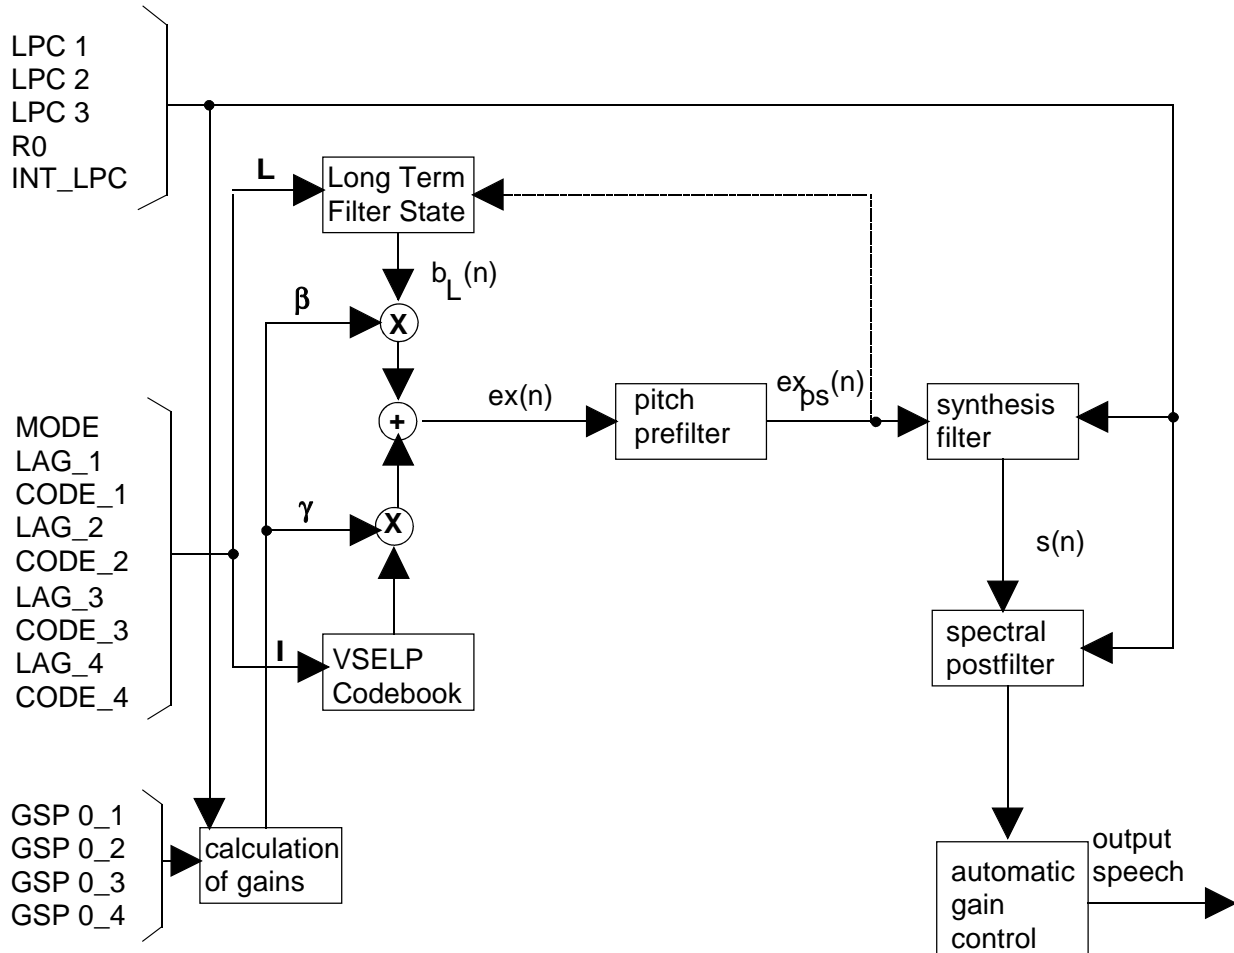 LPC 1
LPC 2
LPC 3
R0
INT_LPC
L
Long Term
Filter State
b_L(n)
β
X
+
ex(n)
pitch
prefilter
ex_ps(n)
synthesis
filter
MODE
LAG_1
CODE_1
LAG_2
CODE_2
LAG_3
CODE_3
LAG_4
CODE_4
γ
X
s(n)
I
VSELP
Codebook
spectral
postfilter
GSP 0_1
GSP 0_2
GSP 0_3
GSP 0_4
calculation
of gains
automatic
gain
control
output
speech